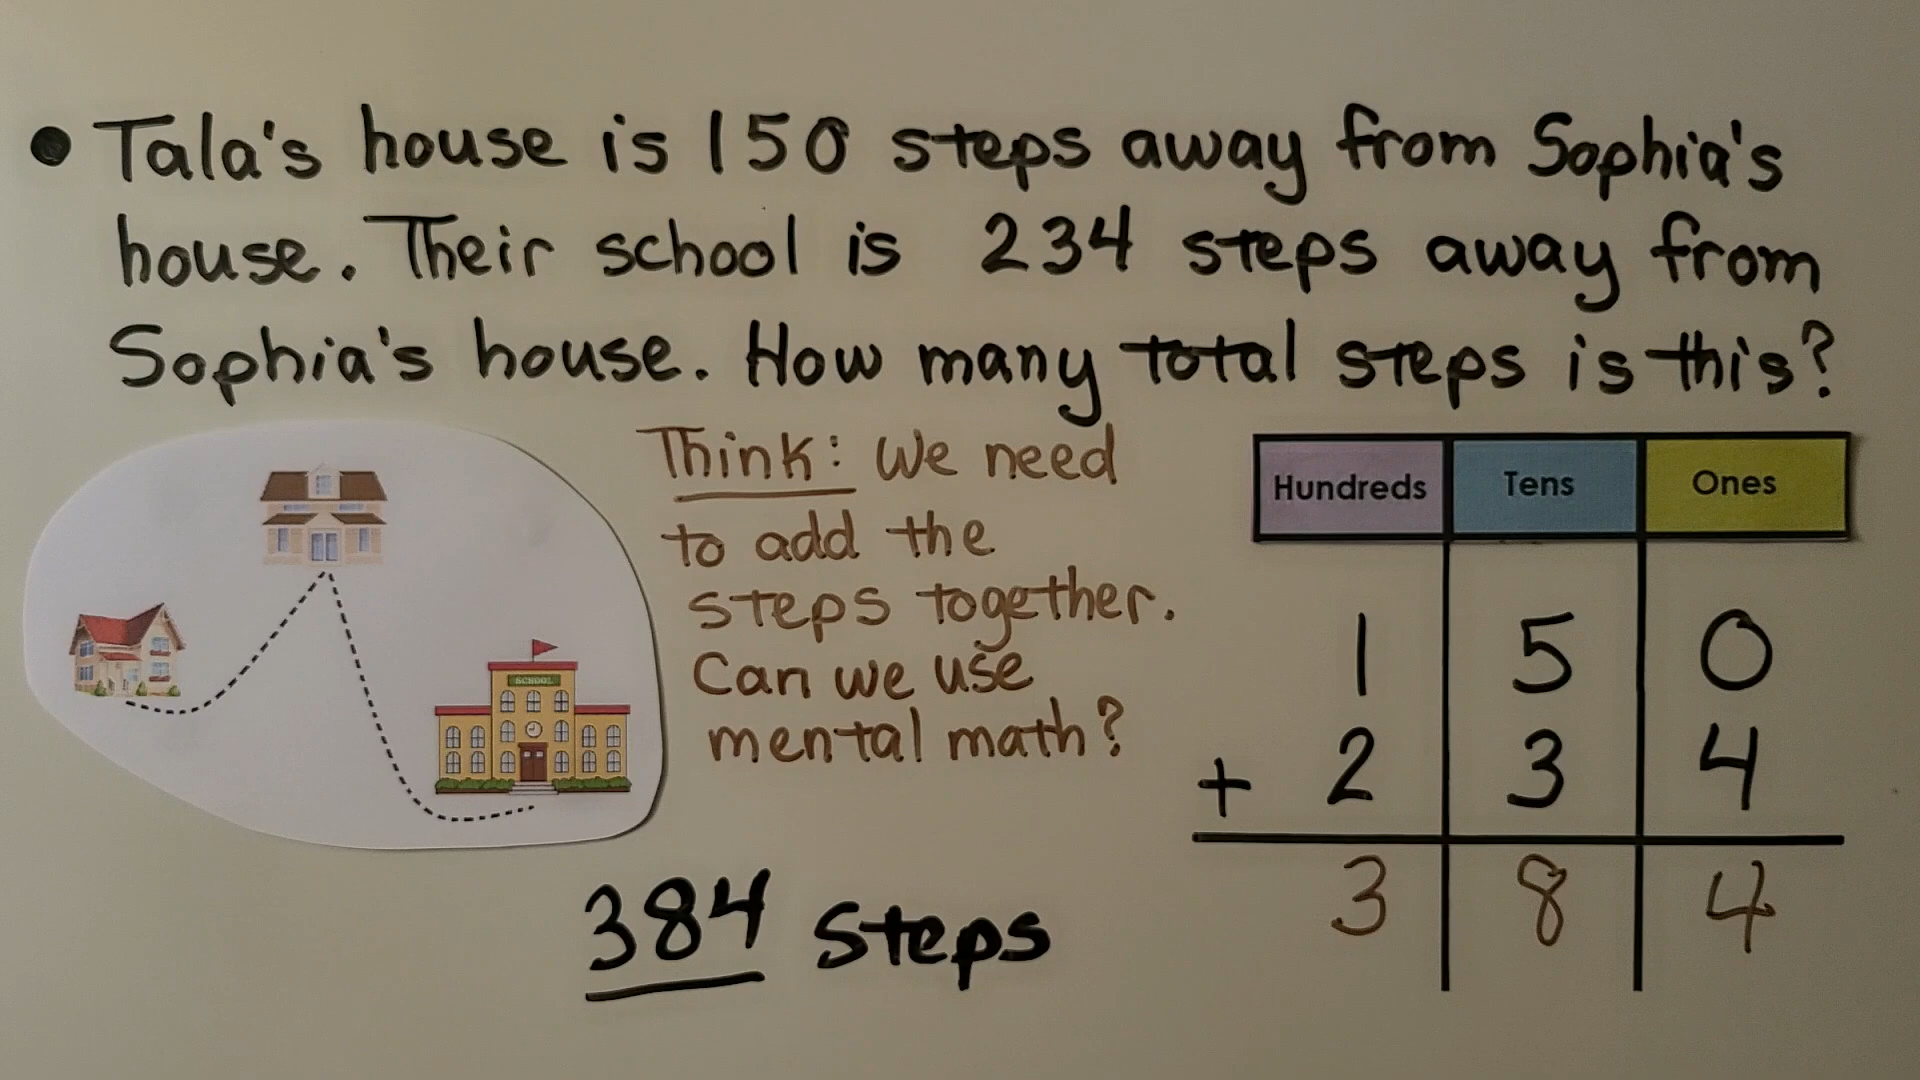 • Tala's house is 150 steps away from Sophia's
house. Their school is 234 steps away from
Sophia's house. How many total steps is this?
Think: We need
to add the
steps together.
Can we use
mental math?
SCHOOL
384 steps
Hundreds Tens Ones
1 5 0
+ 2 3 4
3 8 4